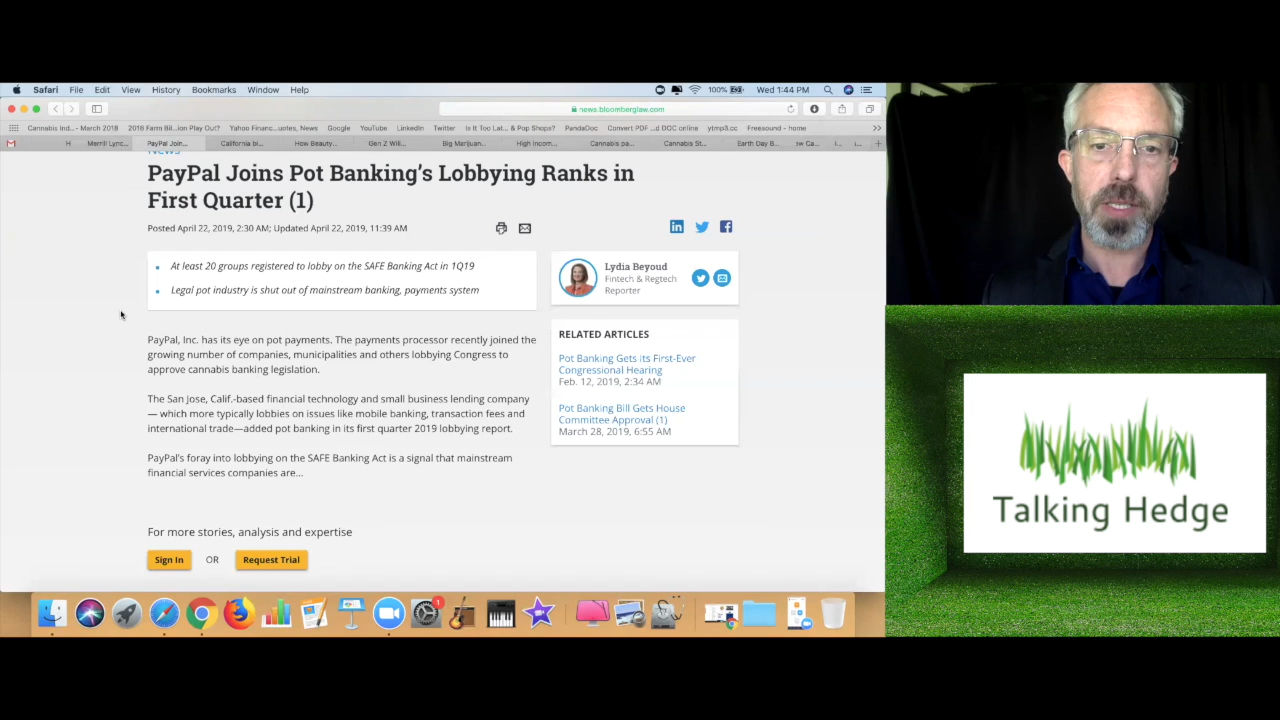 Safari File Edit View History Bookmarks Window Help 100% Wed 1:44 PM
news.bloomberglaw.com
Cannabis Ind... - March 2018 2018 Farm Bil...ion Play Out? Yahoo Financ...uotes, News Google YouTube LinkedIn Twitter Is It Too Lat... & Pop Shops? PandaDoc Convert PDF ...d DOC online ytmp3.cc Freesound - home
H Merrill Lync... PayPal Join... California bi... How Beauty... Gen Z Will... Big Marijuan... High Incom... Cannabis pa... Cannabis St... Earth Day B...
News
PayPal Joins Pot Banking's Lobbying Ranks in
First Quarter (1)
Posted April 22, 2019, 2:30 AM; Updated April 22, 2019, 11:39 AM
At least 20 groups registered to lobby on the SAFE Banking Act in 1Q19
Legal pot industry is shut out of mainstream banking, payments system
Lydia Beyoud
Fintech & Regtech
Reporter
PayPal, Inc. has its eye on pot payments. The payments processor recently joined the
growing number of companies, municipalities and others lobbying Congress to
approve cannabis banking legislation.
The San Jose, Calif.-based financial technology and small business lending company
— which more typically lobbies on issues like mobile banking, transaction fees and
international trade—added pot banking in its first quarter 2019 lobbying report.
PayPal's foray into lobbying on the SAFE Banking Act is a signal that mainstream
financial services companies are...
RELATED ARTICLES
Pot Banking Gets its First-Ever
Congressional Hearing
Feb. 12, 2019, 2:34 AM
Pot Banking Bill Gets House
Committee Approval (1)
March 28, 2019, 6:55 AM
For more stories, analysis and expertise
Sign In OR Request Trial
Talking Hedge